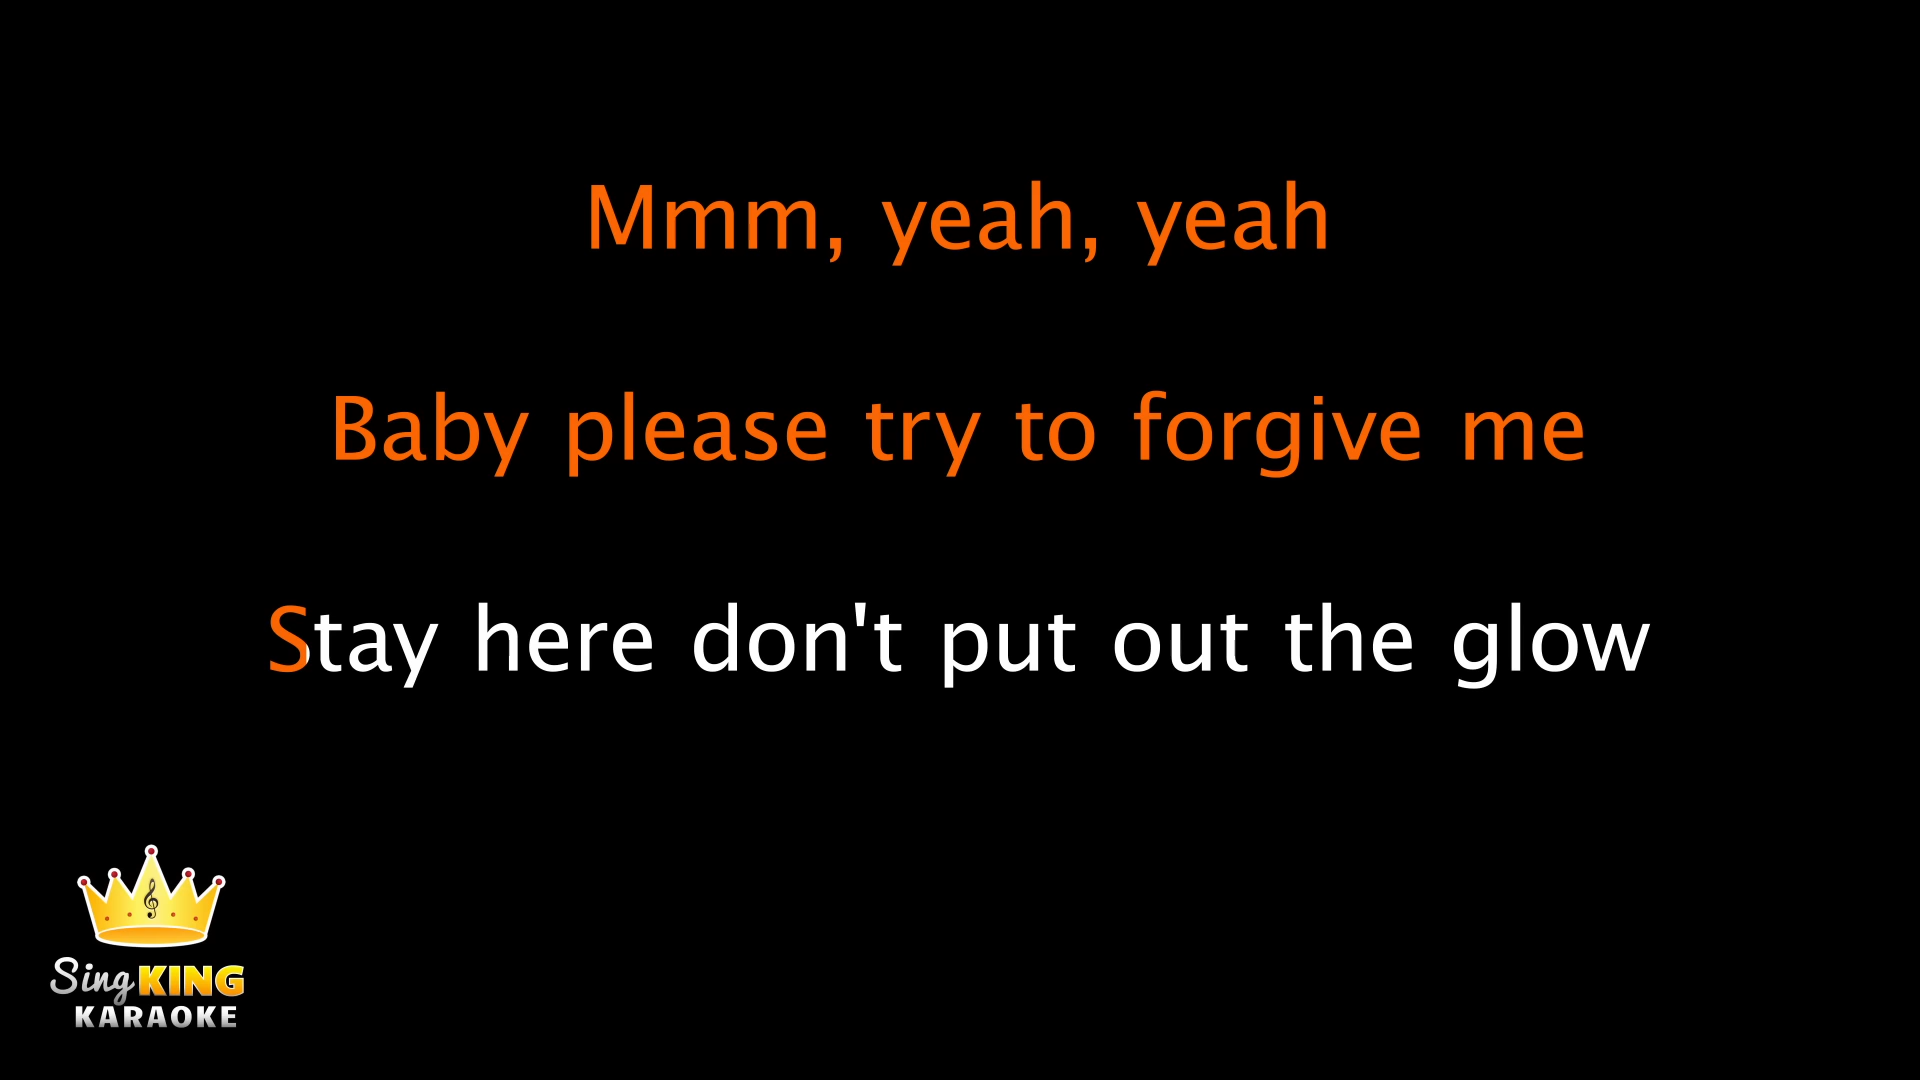 Mmm, yeah, yeah
Baby please try to forgive me
Stay here don't put out the glow
Sing KING
KARAOKE